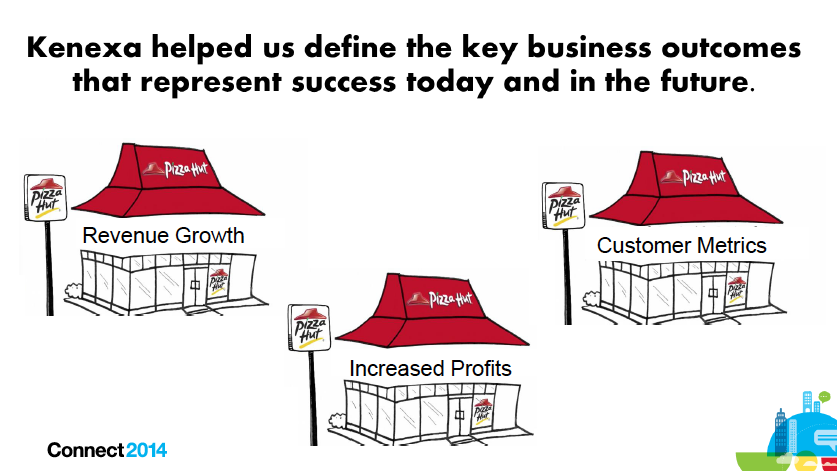 Kenexa helped us define the key business outcomes
that represent success today and in the future.
Pizza Hut
Pizza
Hut
Revenue Growth
Pizza
Hut
Pizza Hut
Pizza
Hut
Customer Metrics
Pizza
Hut
Pizza Hut
Pizza
Hut
Increased Profits
Pizza
Hut
Connect2014